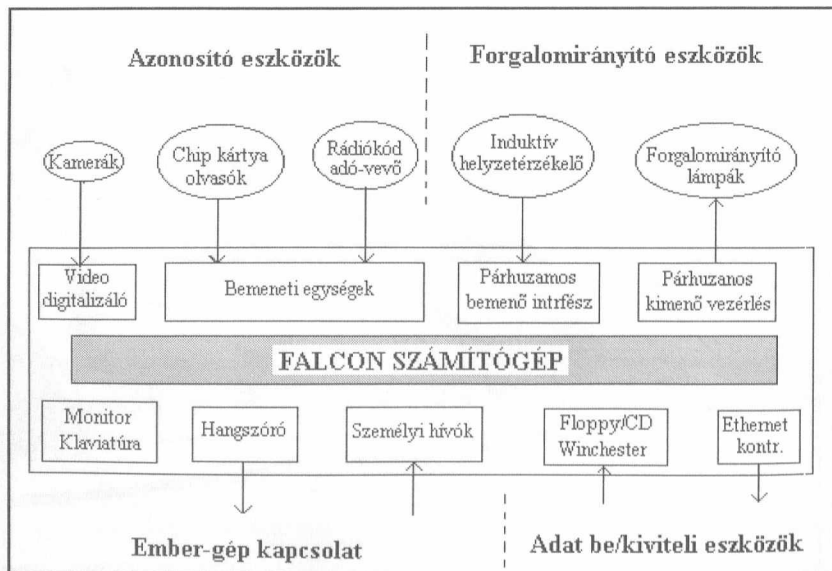 Azonosító eszközök
Forgalomirányító eszközök
Kamerák
Chip kártya
olvasók
Rádiókód
adó-vevő
Induktív
helyzetérzékelő
Forgalomirányító
lámpák
Video
digitalizáló
Bemeneti egységek
Párhuzamos
bemenő intrfész
Párhuzanos
kimenő vezérlés
FALCON SZÁMÍTÓGÉP
Monitor
Klaviatúra
Hangszóró
Személyi hívók
Floppy/CD
Winchester
Ethernet
kontr.
Ember-gép kapcsolat
Adat be/kiviteli eszközök